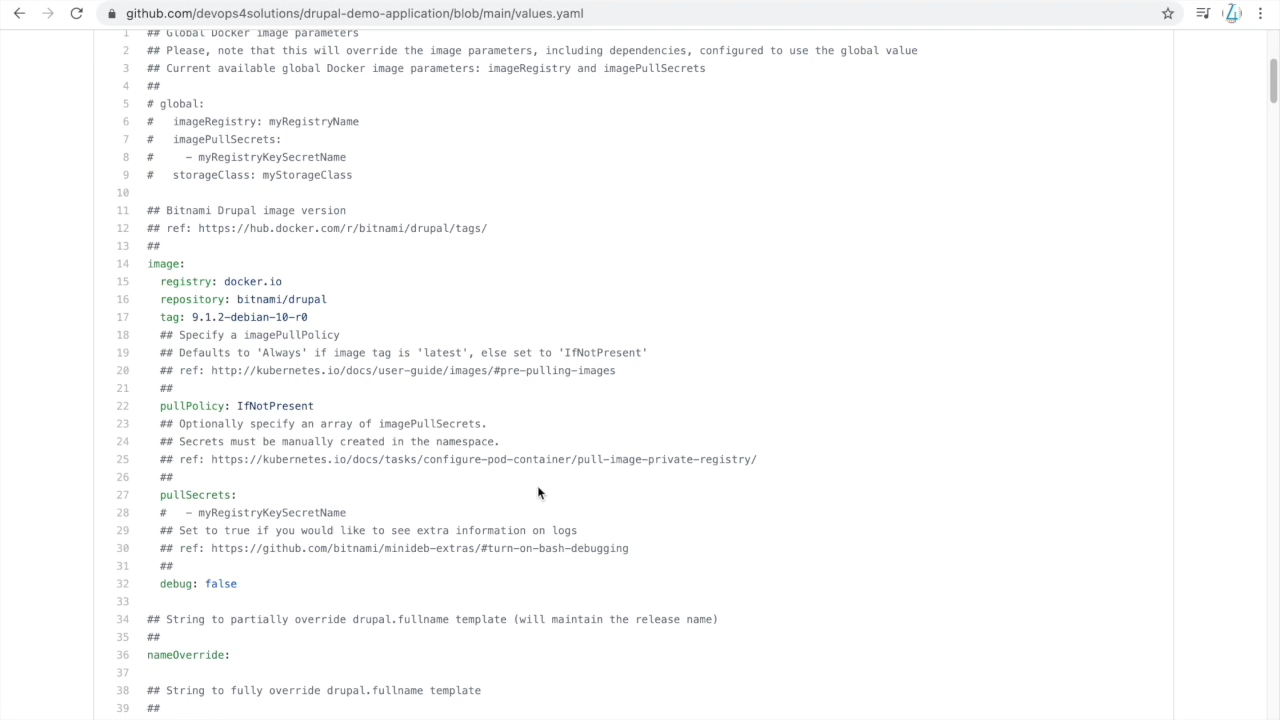 github.com/devops4solutions/drupal-demo-application/blob/main/values.yaml
1 ## Global Docker image parameters
2 ## Please, note that this will override the image parameters, including dependencies, configured to use the global value
3 ## Current available global Docker image parameters: imageRegistry and imagePullSecrets
4 ##
5 # global:
6 #   imageRegistry: myRegistryName
7 #   imagePullSecrets:
8 #     - myRegistryKeySecretName
9 #   storageClass: myStorageClass
10
11 ## Bitnami Drupal image version
12 ## ref: https://hub.docker.com/r/bitnami/drupal/tags/
13 ##
14 image:
15   registry: docker.io
16   repository: bitnami/drupal
17   tag: 9.1.2-debian-10-r0
18   ## Specify a imagePullPolicy
19   ## Defaults to 'Always' if image tag is 'latest', else set to 'IfNotPresent'
20   ## ref: http://kubernetes.io/docs/user-guide/images/#pre-pulling-images
21   ##
22   pullPolicy: IfNotPresent
23   ## Optionally specify an array of imagePullSecrets.
24   ## Secrets must be manually created in the namespace.
25   ## ref: https://kubernetes.io/docs/tasks/configure-pod-container/pull-image-private-registry/
26   ##
27   pullSecrets:
28   #   - myRegistryKeySecretName
29   ## Set to true if you would like to see extra information on logs
30   ## ref: https://github.com/bitnami/minideb-extras/#turn-on-bash-debugging
31   ##
32   debug: false
33
34 ## String to partially override drupal.fullname template (will maintain the release name)
35 ##
36 nameOverride:
37
38 ## String to fully override drupal.fullname template
39 ##